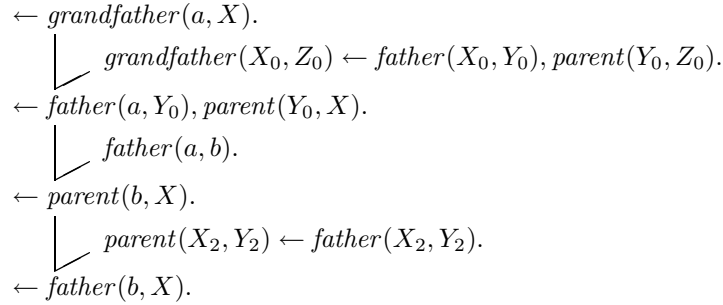 ← grandfather(a, X).
grandfather(X₀, Z₀) ← father(X₀, Y₀), parent(Y₀, Z₀).
← father(a, Y₀), parent(Y₀, X).
father(a, b).
← parent(b, X).
parent(X₂, Y₂) ← father(X₂, Y₂).
← father(b, X).